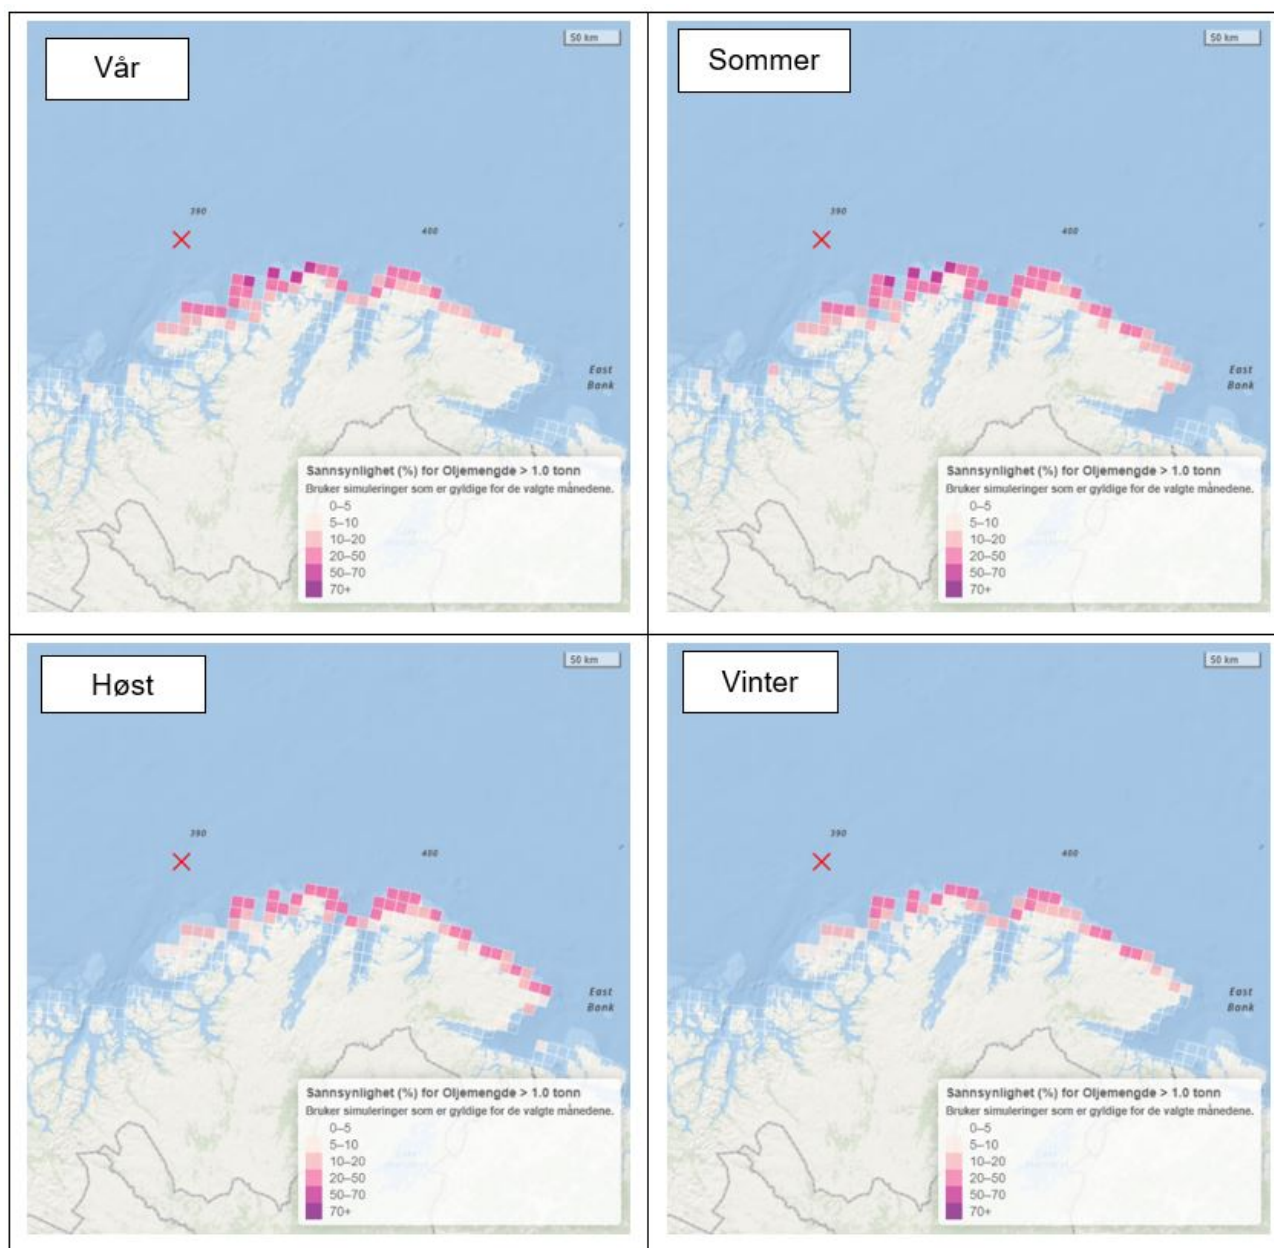 Vår
50 km
390
400
East
Bank
Sannsynlighet (%) for Oljemengde > 1.0 tonn
Bruker simuleringer som er gyldige for de valgte månedene.
0–5
5–10
10–20
20–50
50–70
70+
Sommer
50 km
390
400
East
Bank
Sannsynlighet (%) for Oljemengde > 1.0 tonn
Bruker simuleringer som er gyldige for de valgte månedene.
0–5
5–10
10–20
20–50
50–70
70+
Høst
50 km
390
400
East
Bank
Sannsynlighet (%) for Oljemengde > 1.0 tonn
Bruker simuleringer som er gyldige for de valgte månedene.
0–5
5–10
10–20
20–50
50–70
70+
Vinter
50 km
390
400
East
Bank
Sannsynlighet (%) for Oljemengde > 1.0 tonn
Bruker simuleringer som er gyldige for de valgte månedene.
0–5
5–10
10–20
20–50
50–70
70+